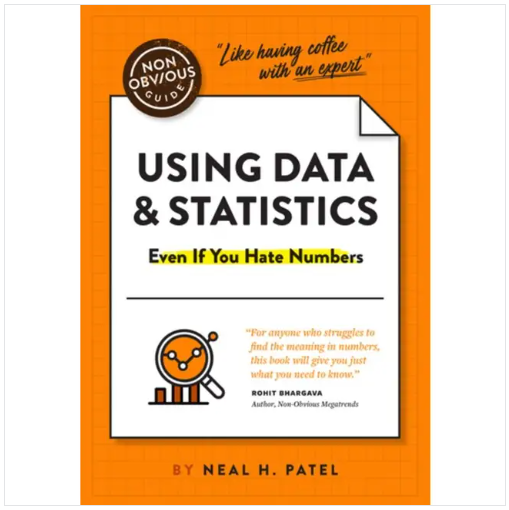 NON
OBVIOUS
GUIDE
"Like having coffee
with an expert"
USING DATA
& STATISTICS
Even If You Hate Numbers
"For anyone who struggles to
find the meaning in numbers,
this book will give you just
what you need to know."
ROHIT BHARGAVA
Author, Non-Obvious Megatrends
BY NEAL H. PATEL